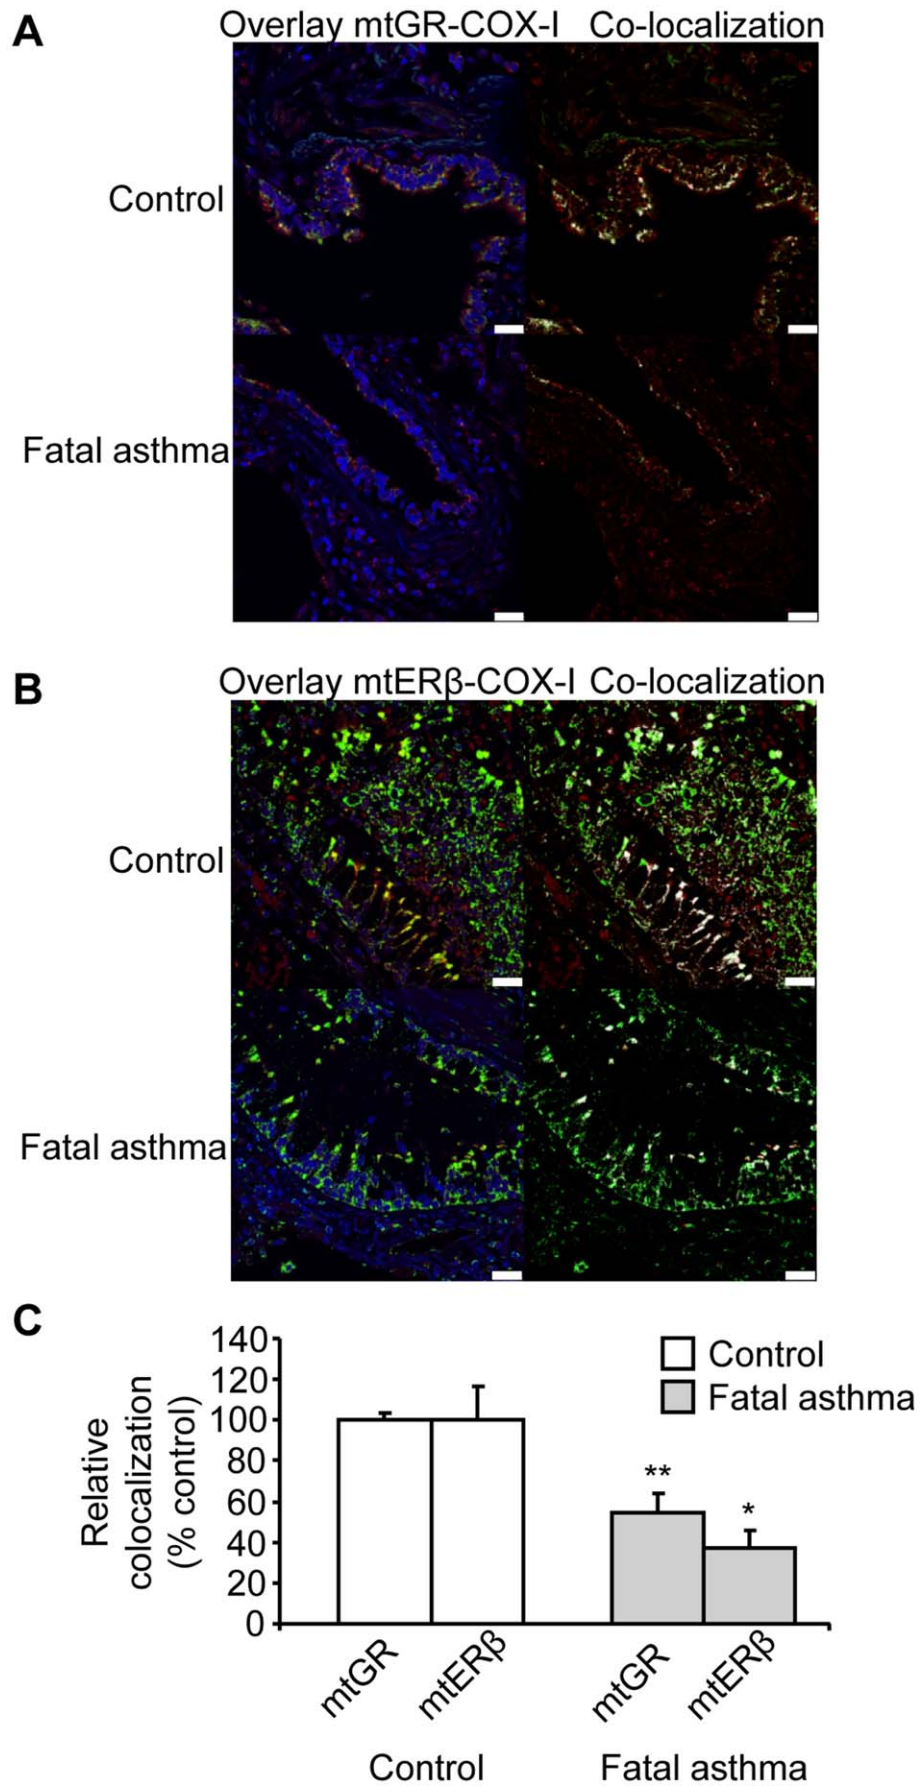 A
Overlay mtGR-COX-I Co-localization
Control
Fatal asthma
B
Overlay mtERβ-COX-I Co-localization
Control
Fatal asthma
C
Relative
colocalization
(% control)
140
120
100
80
60
40
20
0
Control
Fatal asthma
**
*
mtGR
mtERβ
mtGR
mtERβ
Control
Fatal asthma